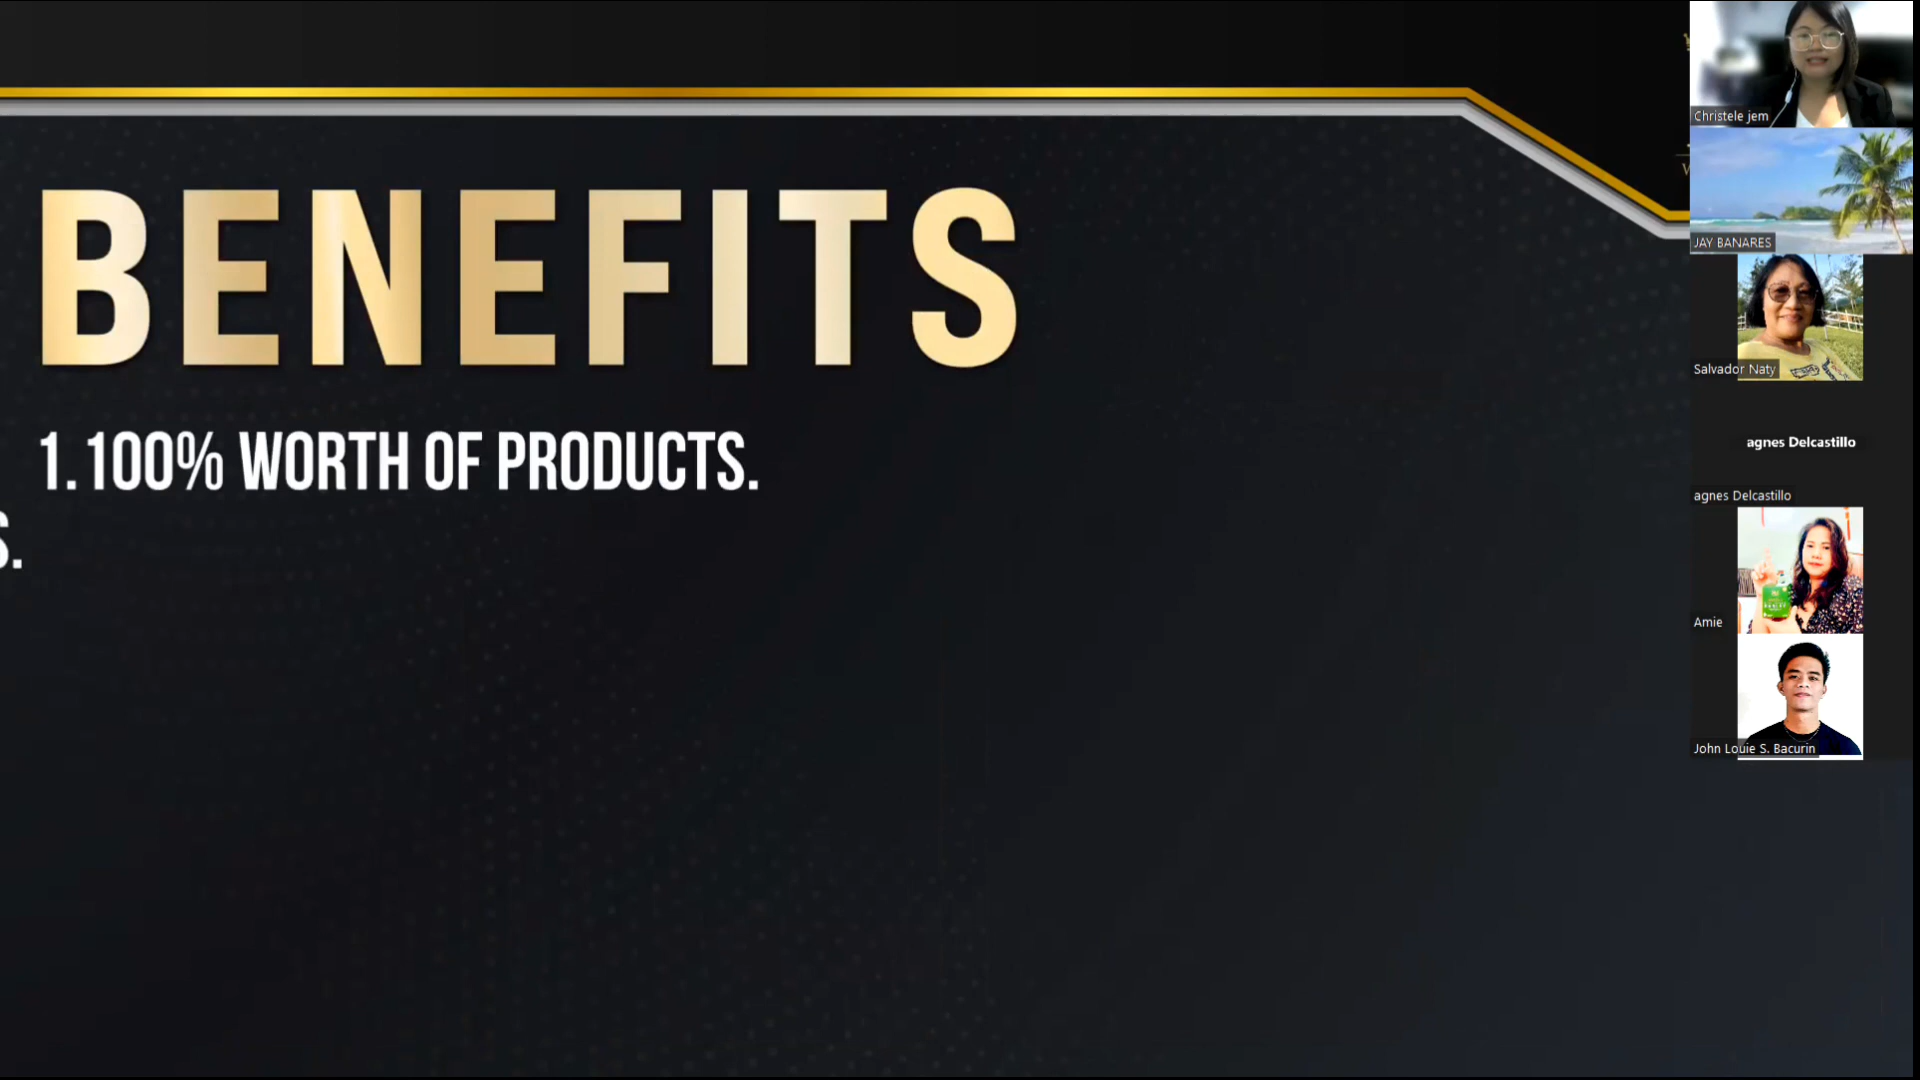 BENEFITS
1.100% WORTH OF PRODUCTS.
S.
Christele jem
JAY BANARES
Salvador Naty
agnes Delcastillo
agnes Delcastillo
Amie
John Louie S. Bacurin